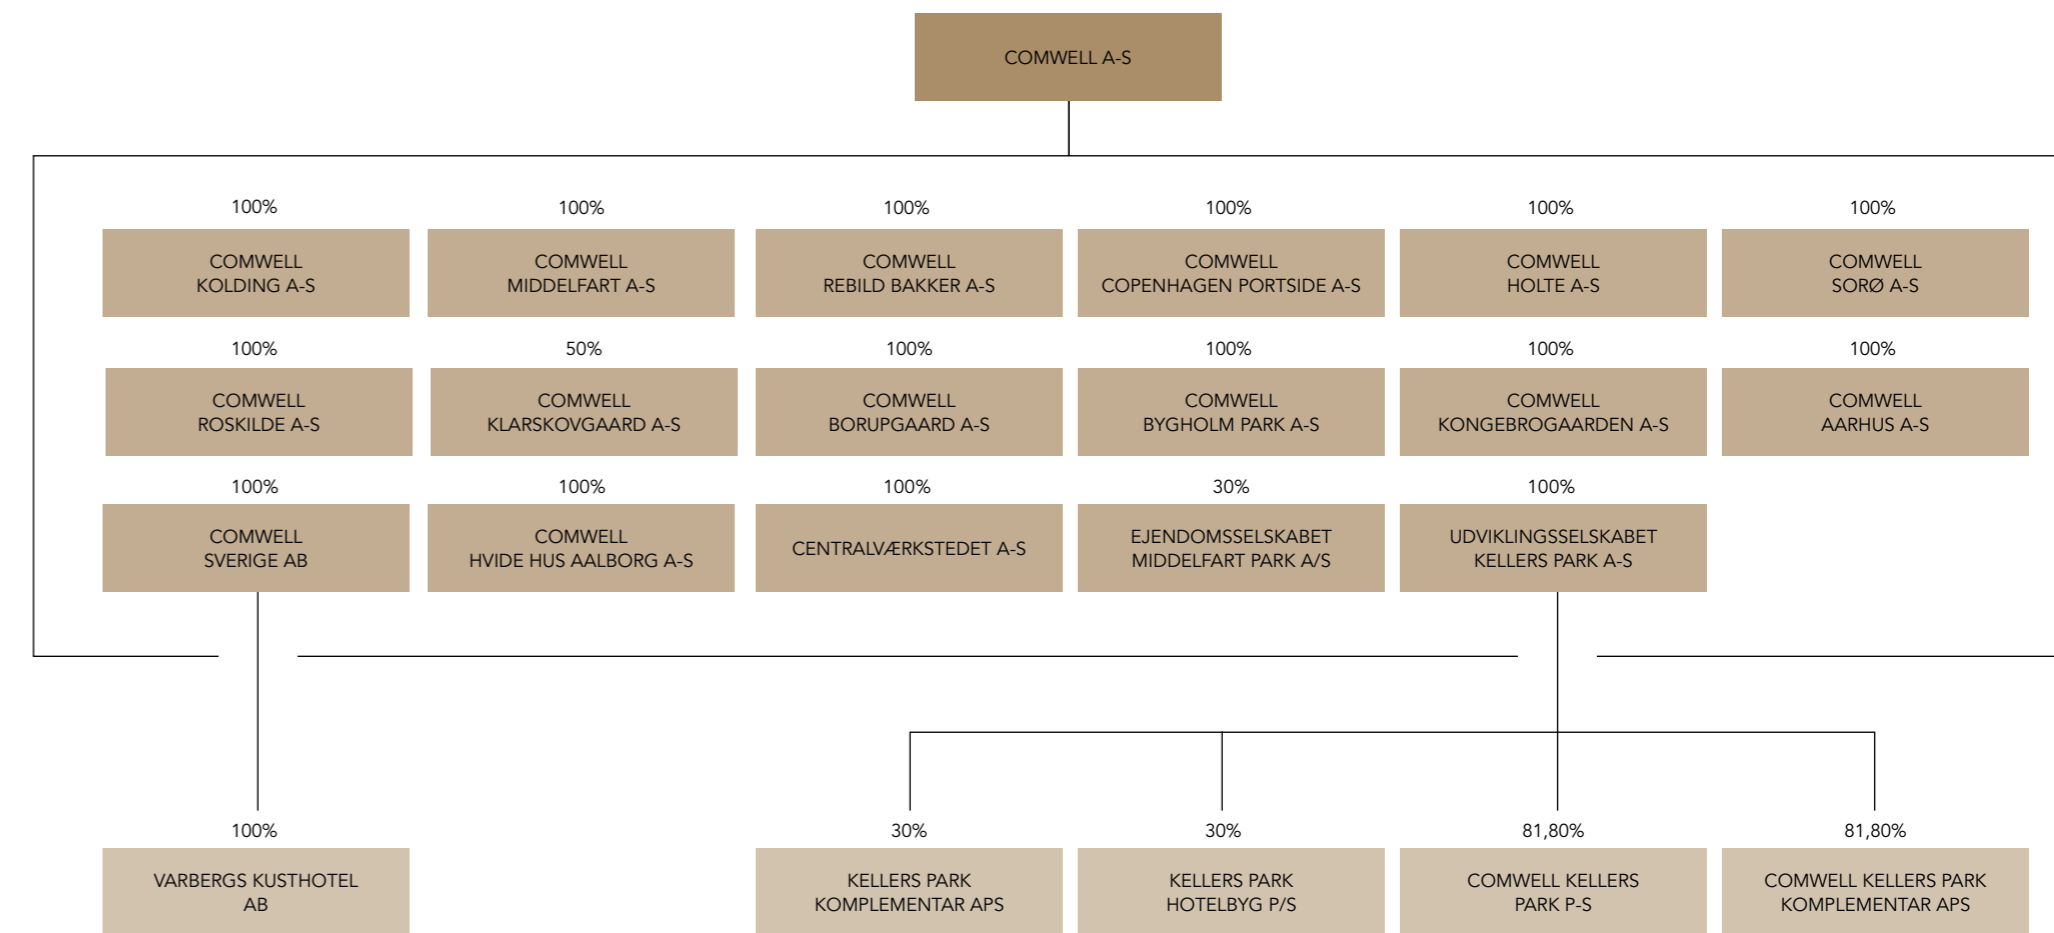 COMWELL A-S
100%
100%
100%
100%
100%
100%
COMWELL
KOLDING A-S
COMWELL
MIDDELFART A-S
COMWELL
REBILD BAKKER A-S
COMWELL
COPENHAGEN PORTSIDE A-S
COMWELL
HOLTE A-S
COMWELL
SORØ A-S
100%
50%
100%
100%
100%
100%
COMWELL
ROSKILDE A-S
COMWELL
KLARSKOVGAARD A-S
COMWELL
BORUPGAARD A-S
COMWELL
BYGHOLM PARK A-S
COMWELL
KONGEBROGAARDEN A-S
COMWELL
AARHUS A-S
100%
100%
100%
30%
100%
COMWELL
SVERIGE AB
COMWELL
HVIDE HUS AALBORG A-S
CENTRALVÆRKSTEDET A-S
EJENDOMSSELSKABET
MIDDELFART PARK A/S
UDVIKLINGSSELSKABET
KELLERS PARK A-S
100%
30%
30%
81,80%
81,80%
VARBERGS KUSTHOTEL
AB
KELLERS PARK
KOMPLEMENTAR APS
KELLERS PARK
HOTELBYG P/S
COMWELL KELLERS
PARK P-S
COMWELL KELLERS PARK
KOMPLEMENTAR APS